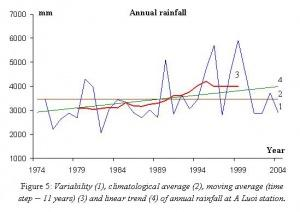 mm Annual rainfall
7000
6000
5000
4000
3000
2000
1000
1974 1979 1984 1989 1994 1999 2004
Year
3
4
2
1
Figure 5: Variability (1), climatological average (2), moving average (time
step – 11 years) (3) and linear trend (4) of annual rainfall at A Luoi station.